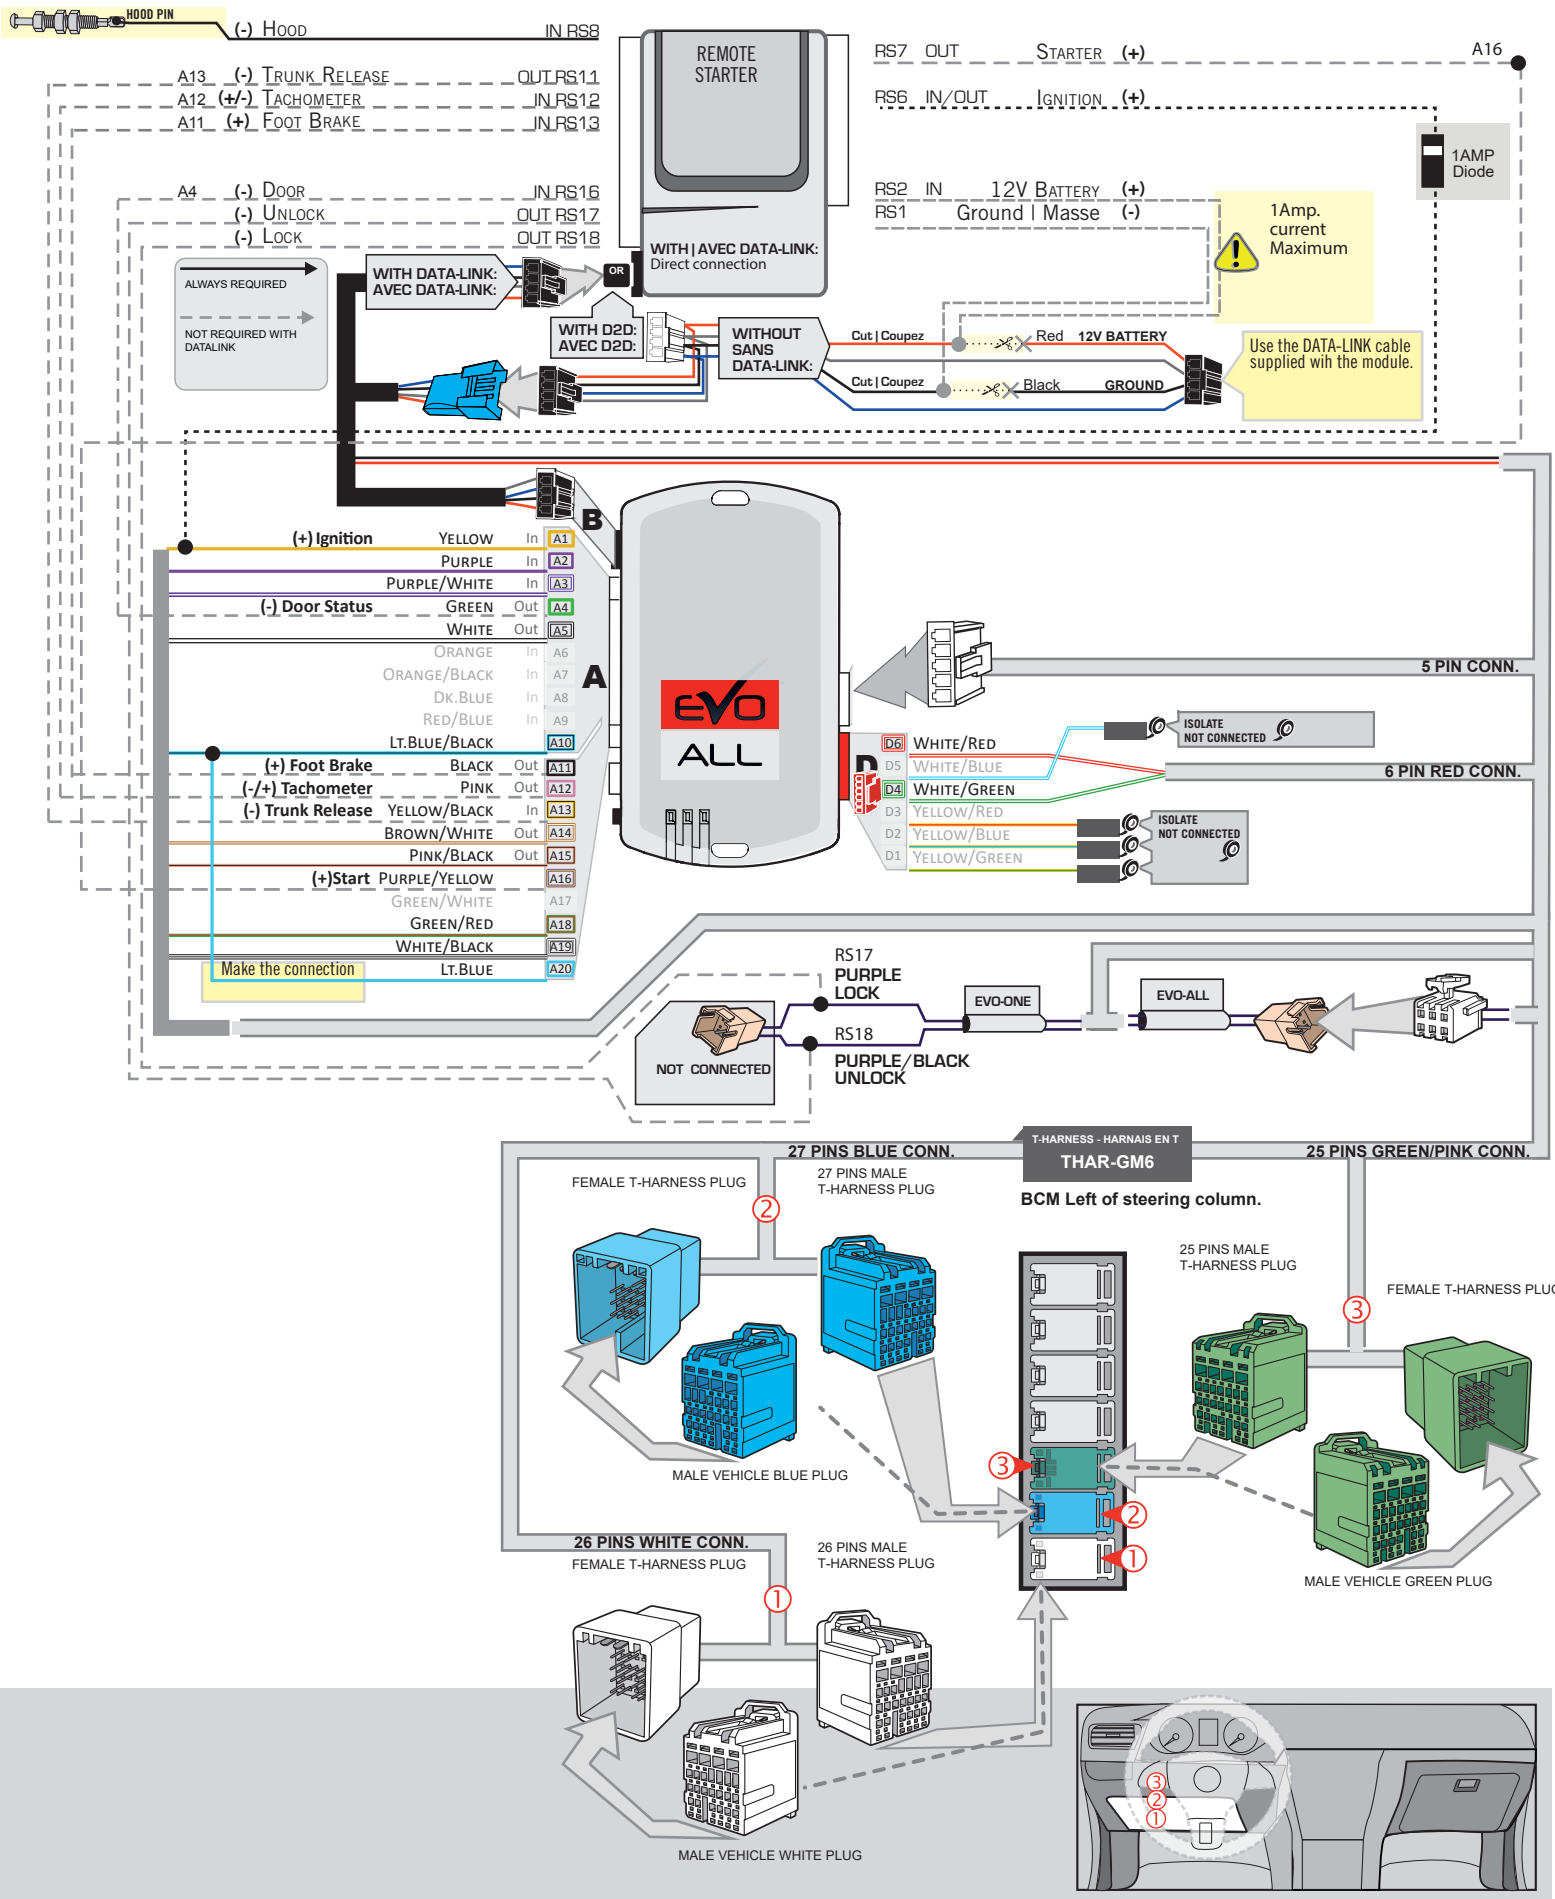 HOOD PIN
(-) Hood IN RS8
A13 (-) Trunk Release OUT RS11
A12 (+/-) Tachometer IN RS12
A11 (+) Foot Brake IN RS13
A4 (-) Door IN RS16
(-) Unlock OUT RS17
(-) Lock OUT RS18
REMOTE
STARTER
WITH | AVEC DATA-LINK:
Direct connection
RS7 OUT Starter (+) A16
RS6 IN/OUT Ignition (+)
1AMP
Diode
RS2 IN 12V Battery (+)
RS1 Ground | Masse (-)
1Amp.
current
Maximum
ALWAYS REQUIRED
NOT REQUIRED WITH
DATALINK
WITH DATA-LINK:
AVEC DATA-LINK:
OR
WITH D2D:
AVEC D2D:
WITHOUT
SANS
DATA-LINK:
Cut | Coupez Red 12V BATTERY
Cut | Coupez Black GROUND
Use the DATA-LINK cable
supplied wih the module.
B
A
D
(+) Ignition Yellow In A1
Purple In A2
Purple/White In A3
(-) Door Status Green Out A4
White Out A5
Orange In A6
Orange/Black In A7
Dk.Blue In A8
Red/Blue In A9
Lt.Blue/Black A10
(+) Foot Brake Black Out A11
(-/+) Tachometer Pink Out A12
(-) Trunk Release Yellow/Black In A13
Brown/White Out A14
Pink/Black Out A15
(+)Start Purple/Yellow A16
Green/White A17
Green/Red A18
White/Black A19
Make the connection Lt.Blue A20
EVO
ALL
5 PIN CONN.
D6 White/Red
D5 White/Blue
D4 White/Green
D3 Yellow/Red
D2 Yellow/Blue
D1 Yellow/Green
ISOLATE
NOT CONNECTED
6 PIN RED CONN.
ISOLATE
NOT CONNECTED
RS17
PURPLE
LOCK
RS18
PURPLE/BLACK
UNLOCK
NOT CONNECTED
EVO-ONE
EVO-ALL
T-HARNESS - HARNAIS EN T
THAR-GM6
27 PINS BLUE CONN.
25 PINS GREEN/PINK CONN.
BCM Left of steering column.
FEMALE T-HARNESS PLUG
2
27 PINS MALE
T-HARNESS PLUG
25 PINS MALE
T-HARNESS PLUG
3
FEMALE T-HARNESS PLUG
MALE VEHICLE BLUE PLUG
3
2
1
MALE VEHICLE GREEN PLUG
26 PINS WHITE CONN.
FEMALE T-HARNESS PLUG
1
26 PINS MALE
T-HARNESS PLUG
MALE VEHICLE WHITE PLUG
3
2
1